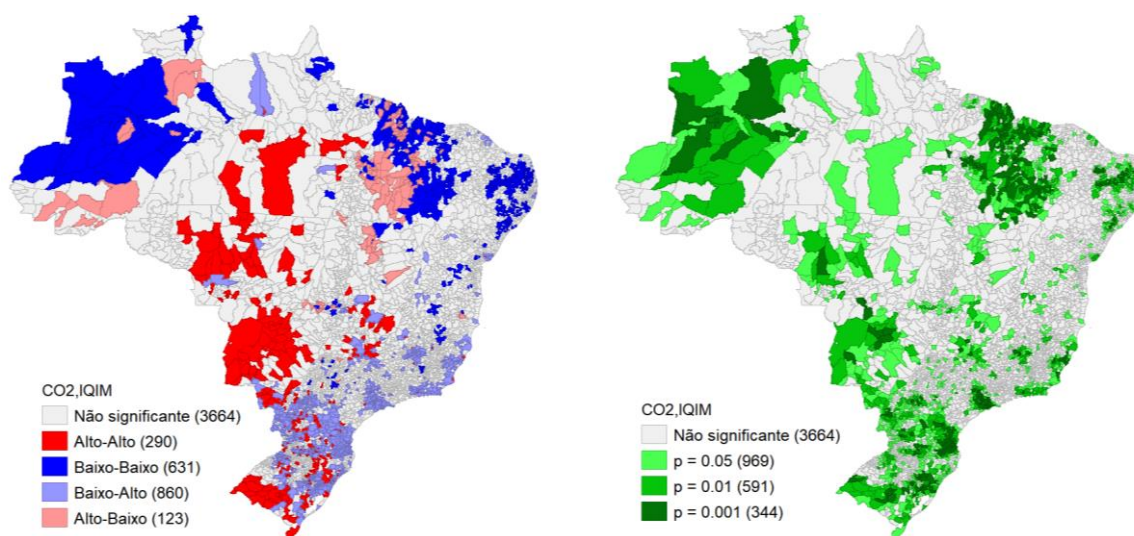 CO2,IQIM
Não significante (3664)
Alto-Alto (290)
Baixo-Baixo (631)
Baixo-Alto (860)
Alto-Baixo (123)
CO2,IQIM
Não significante (3664)
p = 0.05 (969)
p = 0.01 (591)
p = 0.001 (344)